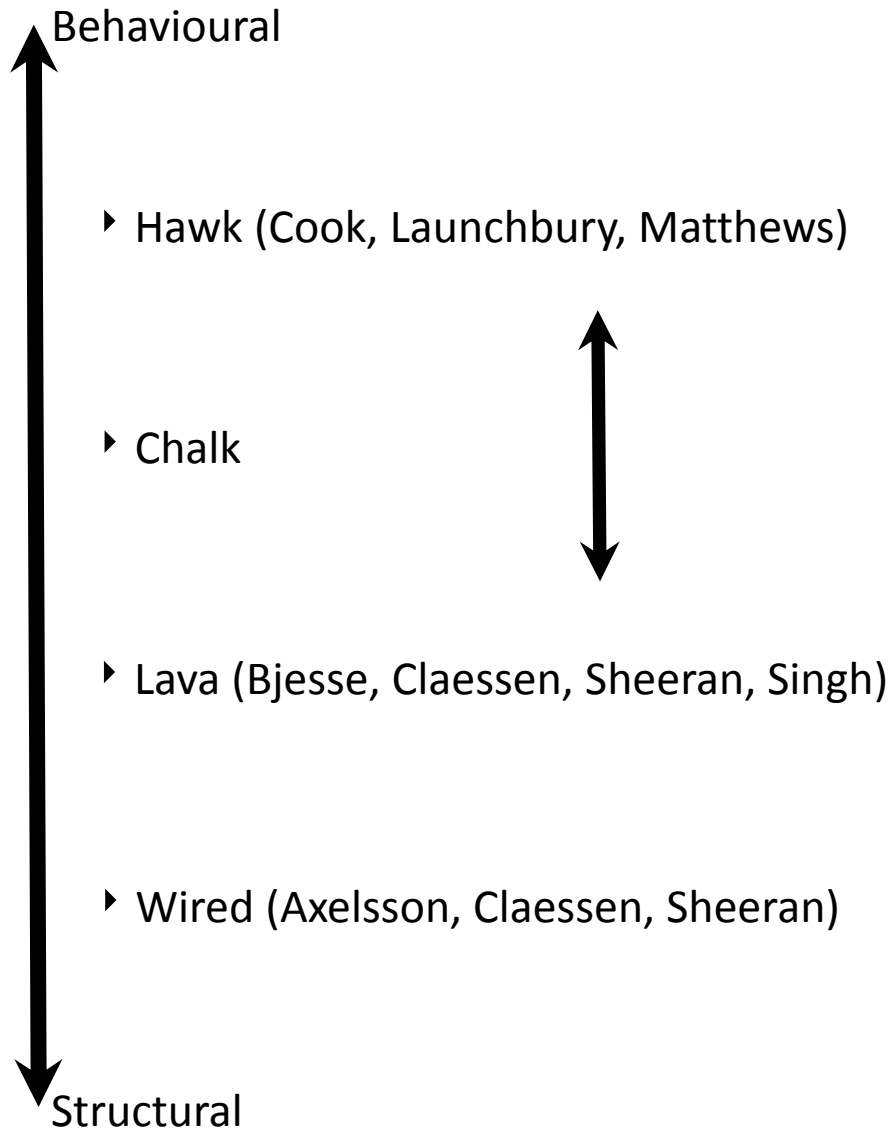 Behavioural
‣ Hawk (Cook, Launchbury, Matthews)
‣ Chalk
‣ Lava (Bjesse, Claessen, Sheeran, Singh)
‣ Wired (Axelsson, Claessen, Sheeran)
Structural